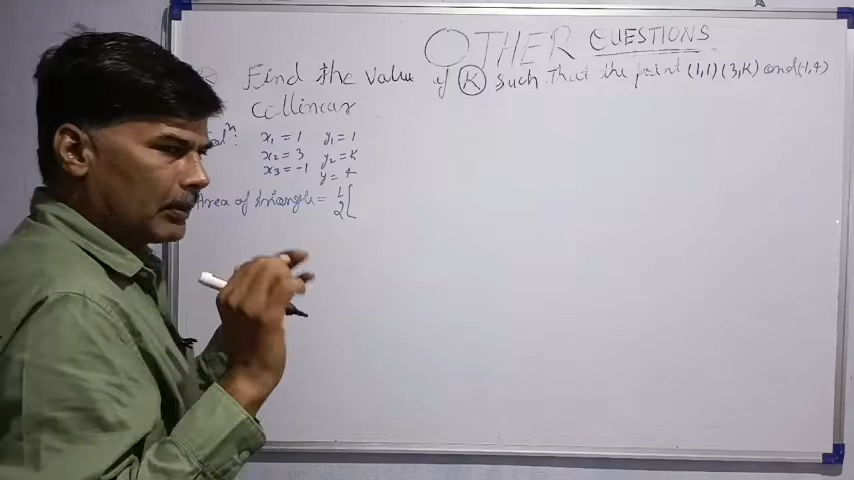 OTHER QUESTIONS
Find the value of K such that the point (1,1) (3,K) and (-1,4)
Collinear
x₁ = 1 y₁ = 1
x₂ = 3 y₂ = K
x₃ = -1 y = 4
Area of triangle = 1/2 [